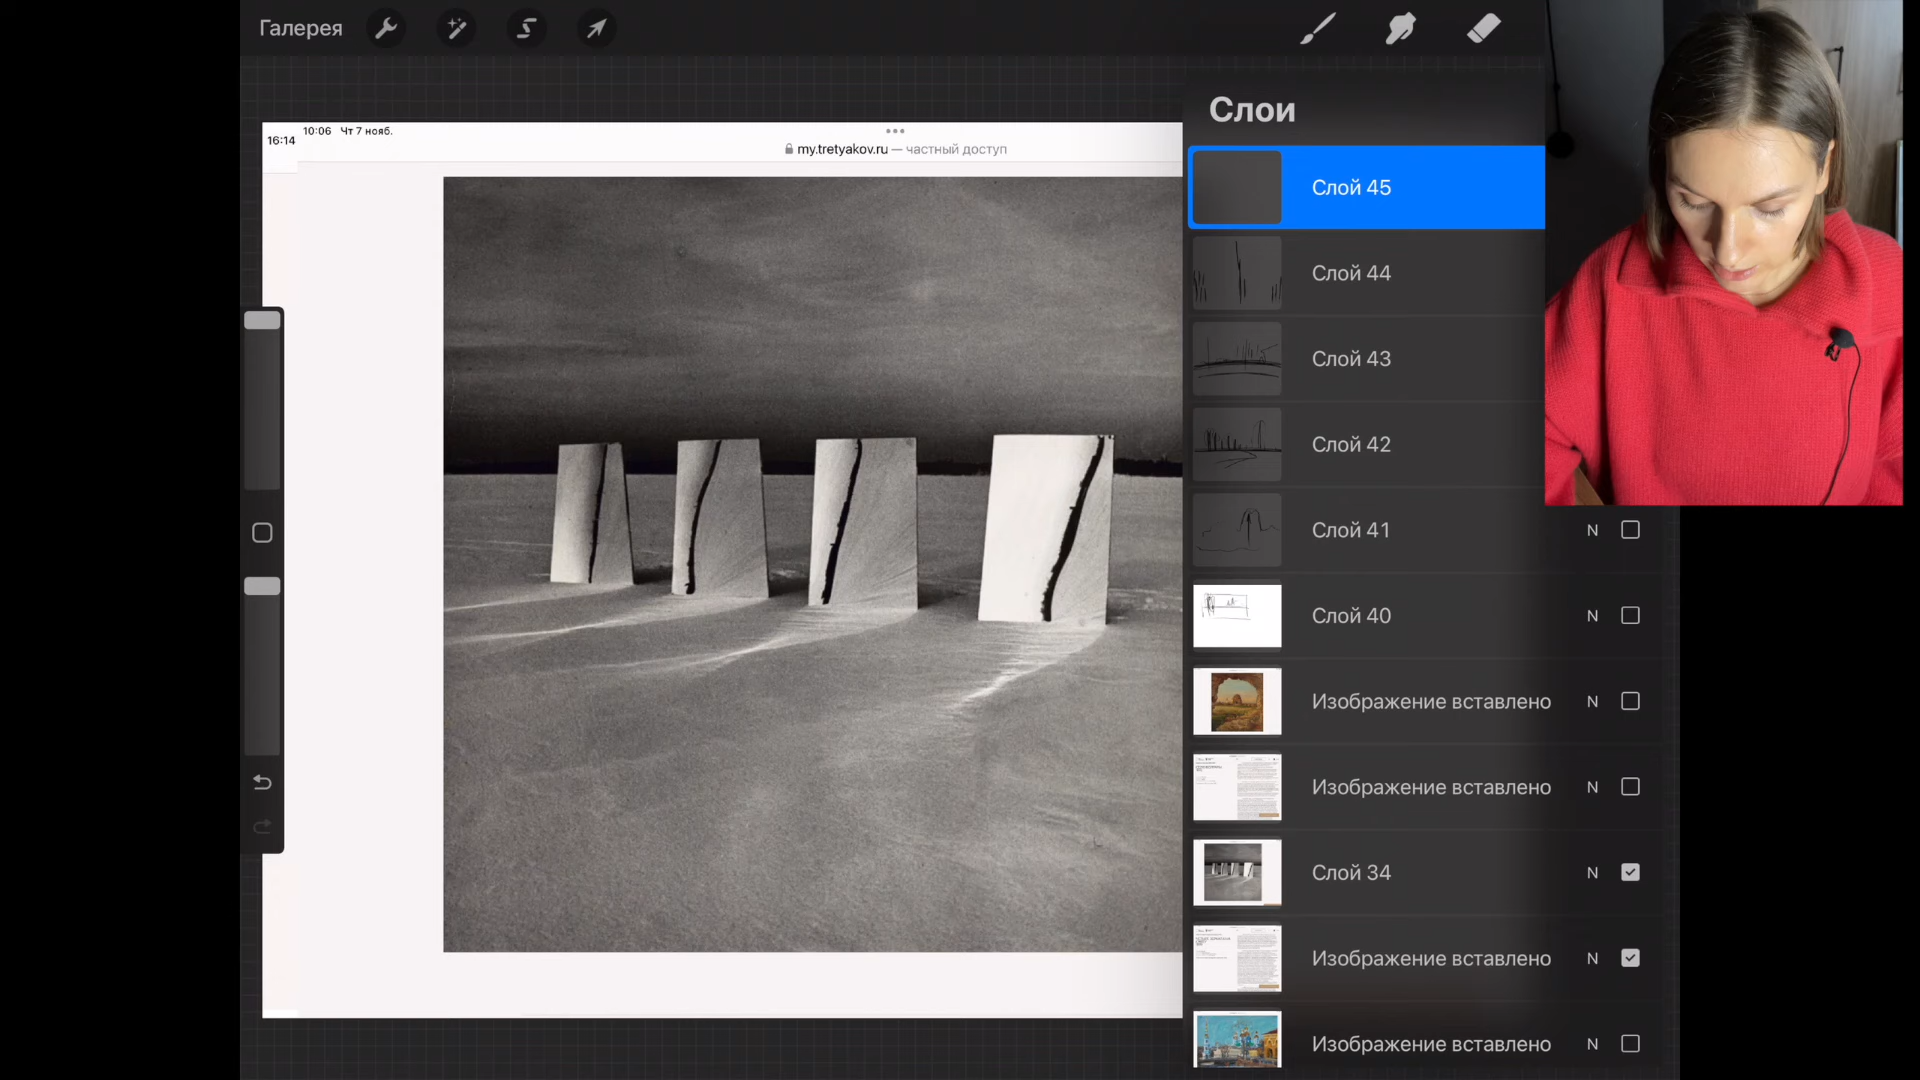 Галерея
16:14
10:06 Чт 7 нояб.
my.tretyakov.ru — частный доступ
Слои
Слой 45
Слой 44
Слой 43
Слой 42
Слой 41 N
Слой 40 N
Изображение вставлено N
Изображение вставлено N
Слой 34 N
Изображение вставлено N
Изображение вставлено N